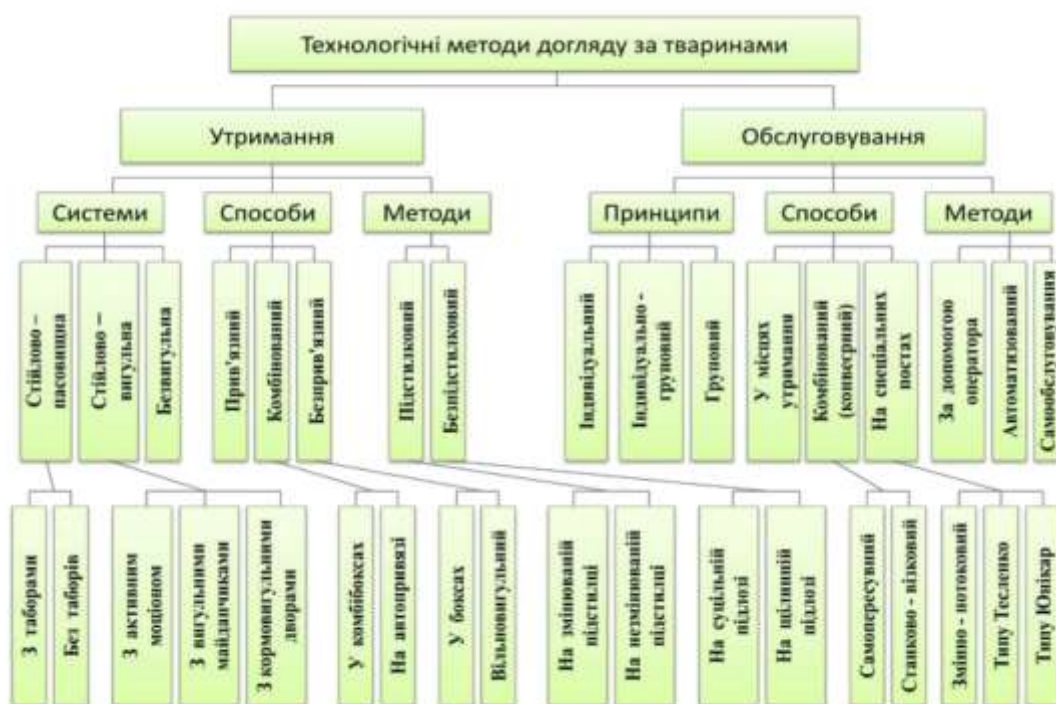 Технологічні методи догляду за тваринами
Утримання
Обслуговування
Системи
Способи
Методи
Принципи
Способи
Методи
Стійлово –
пасовищна
Стійлово –
вигульна
Безвигульна
Прив'язний
Комбінований
Безприв'язний
Підстилковий
Безпідстилковий
Індивідуальний
Індивідуально -
груповий
Груповий
У місцях
утримання
Комбінований
(конвеєрний)
На спеціальних
постах
За допомогою
оператора
Автоматизований
Самообслуговування
З таборами
Без таборів
З активним
моціоном
З вигульними
майданчиками
З кормовигульними
дворами
У комбібоксах
На автопривязі
У боксах
Вільновигульний
На змінюваній
підстилці
На незмінюваній
підстилці
На суцільній
підлозі
На щілинній
підлозі
Самопересувний
Станково - візковий
Змінно - потоковий
Типу Тесленко
Типу Юнікар